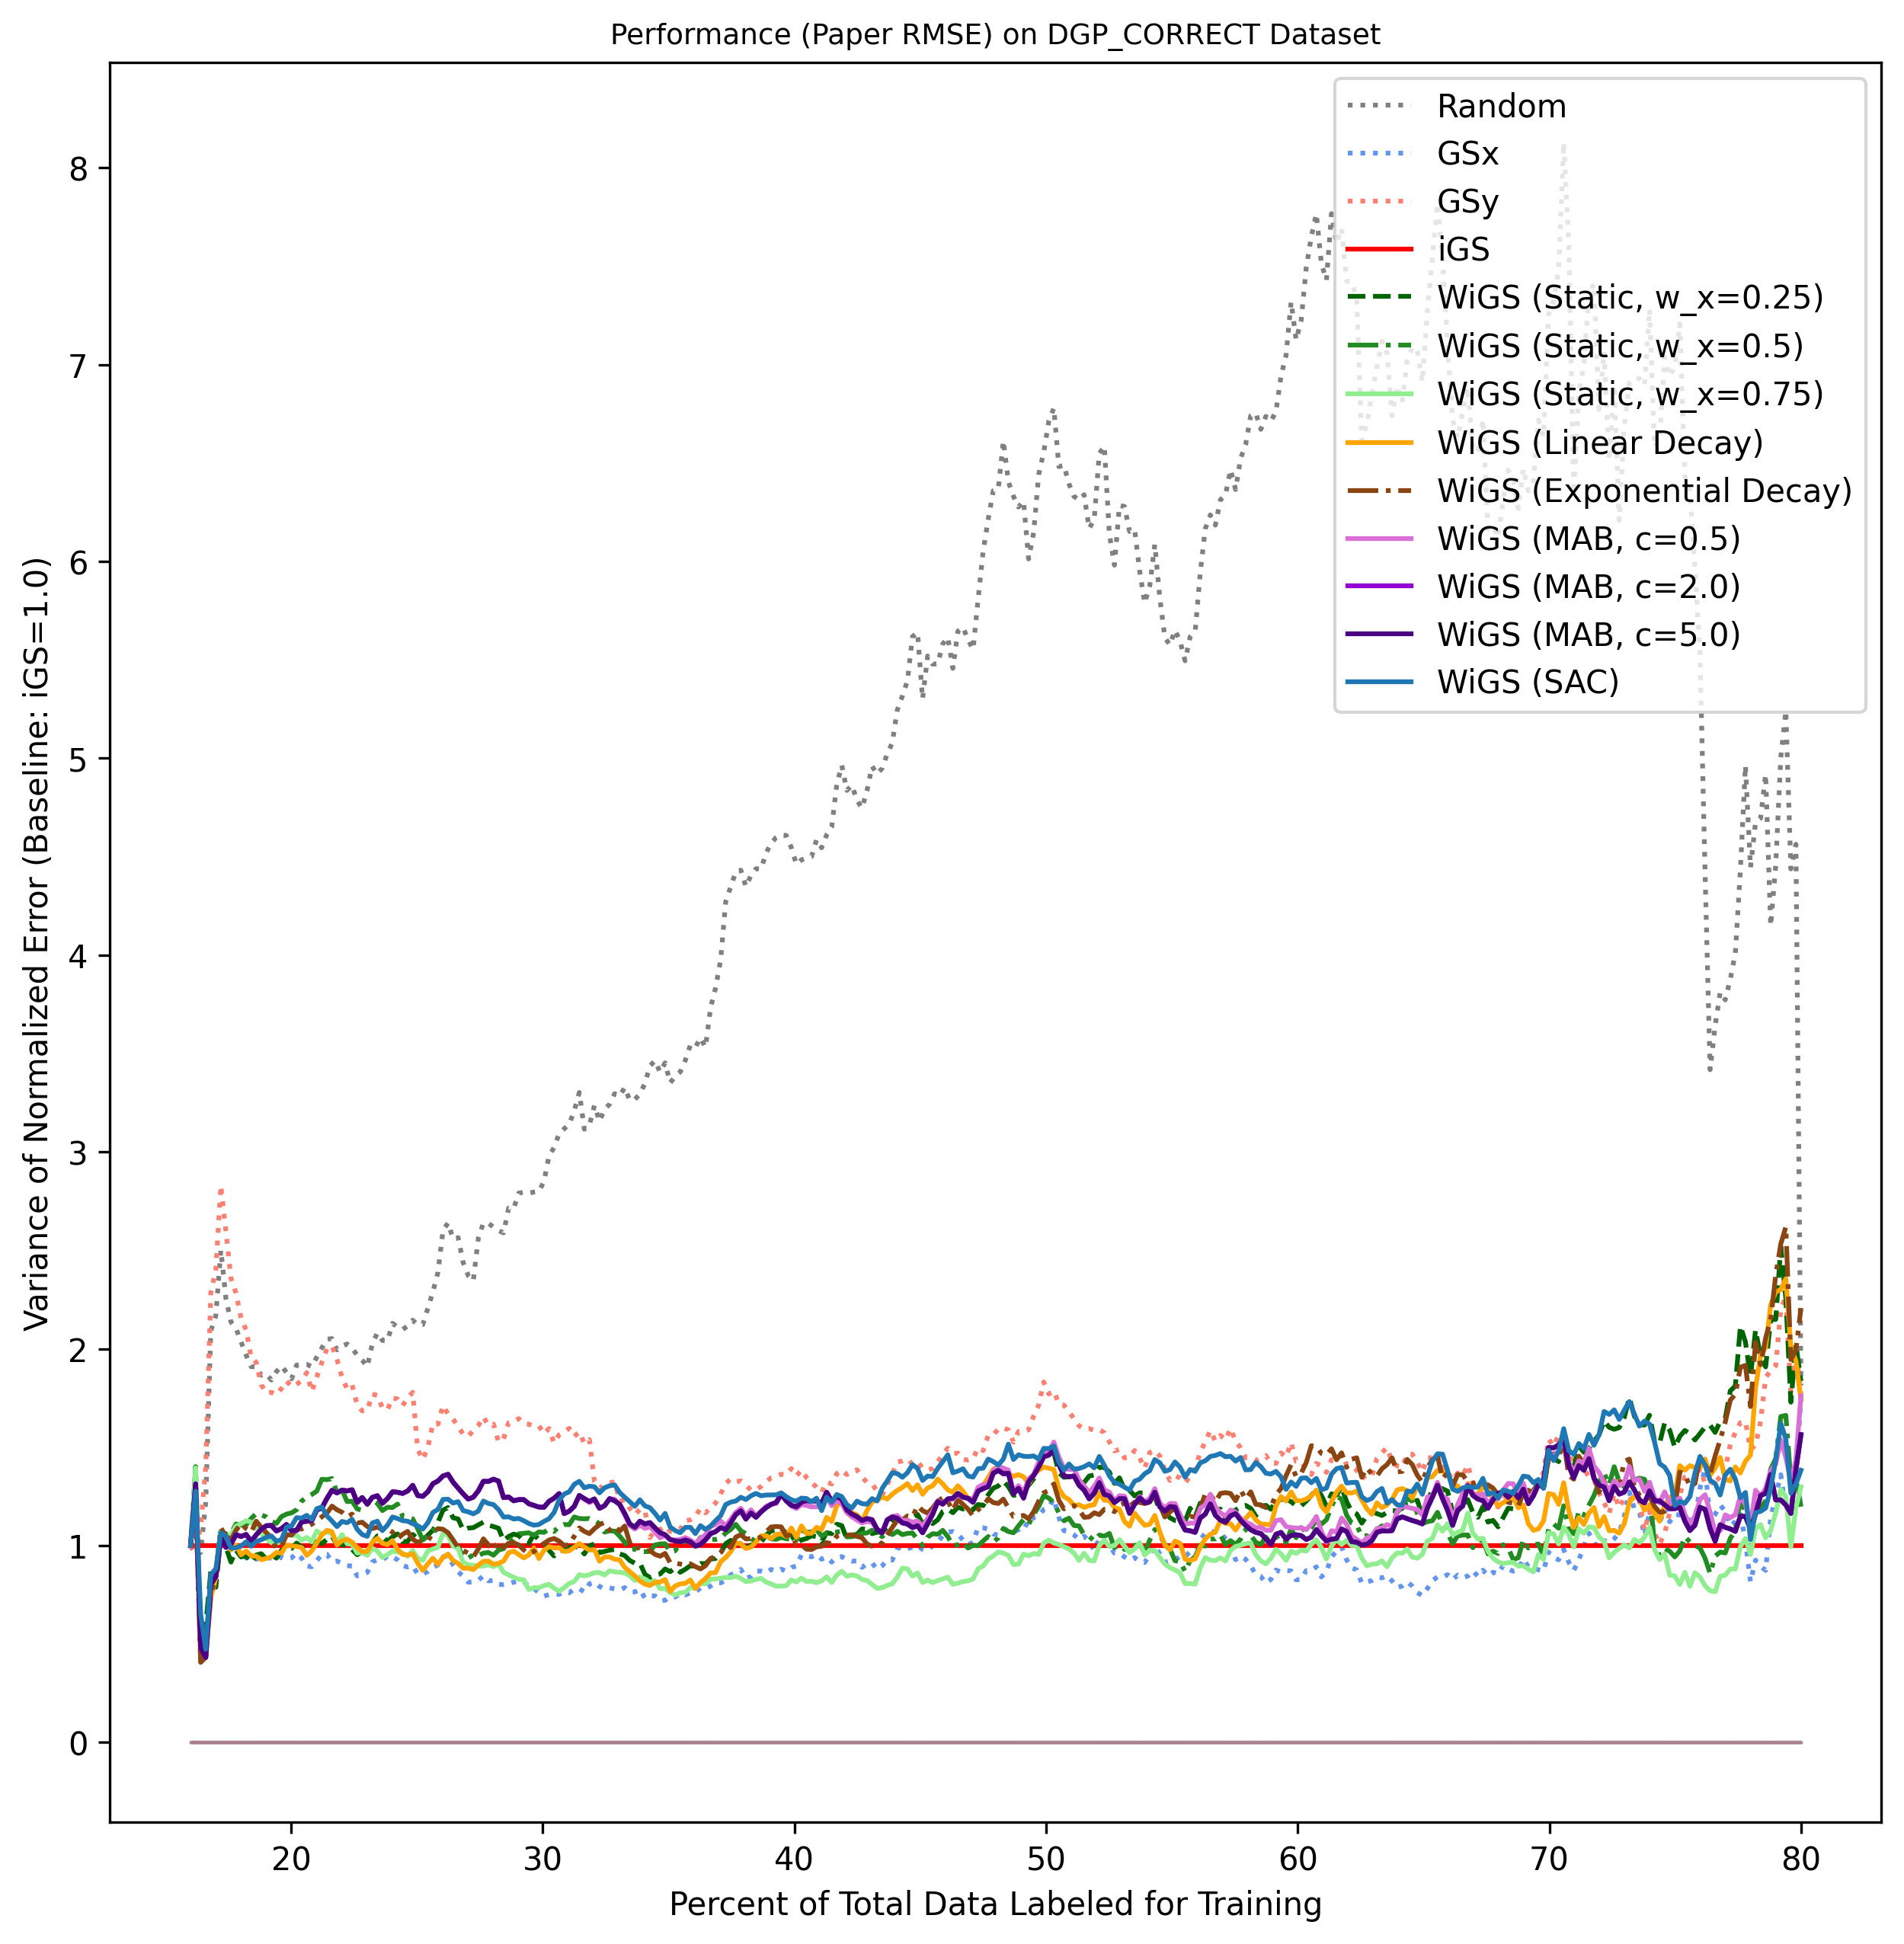 Performance (Paper RMSE) on DGP_CORRECT Dataset
Variance of Normalized Error (Baseline: iGS=1.0)
8
7
6
5
4
3
2
1
0
Random
GSx
GSy
iGS
WiGS (Static, w_x=0.25)
WiGS (Static, w_x=0.5)
WiGS (Static, w_x=0.75)
WiGS (Linear Decay)
WiGS (Exponential Decay)
WiGS (MAB, c=0.5)
WiGS (MAB, c=2.0)
WiGS (MAB, c=5.0)
WiGS (SAC)
20 30 40 50 60 70 80
Percent of Total Data Labeled for Training